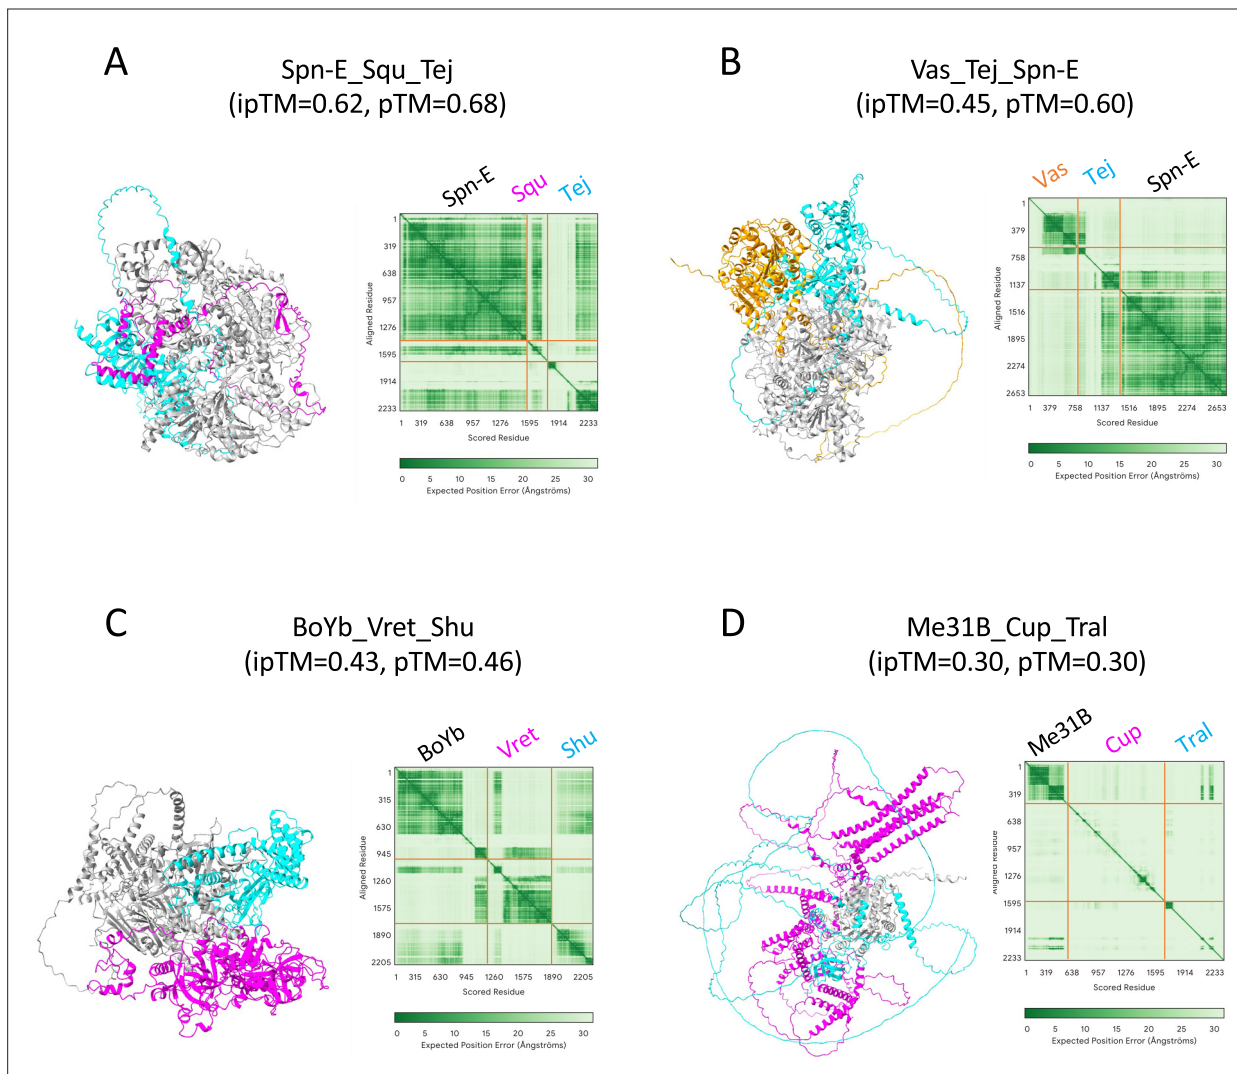 A
Spn-E_Squ_Tej
(ipTM=0.62, pTM=0.68)
Spn-E Squ Tej
1
319
638
957
1276
1595
1914
2233
Aligned Residue
1 319 638 957 1276 1595 1914 2233
Scored Residue
0 5 10 15 20 25 30
Expected Position Error (Ångströms)
B
Vas_Tej_Spn-E
(ipTM=0.45, pTM=0.60)
Vas Tej Spn-E
1
379
758
1137
1516
1895
2274
2653
Aligned Residue
1 379 758 1137 1516 1895 2274 2653
Scored Residue
0 5 10 15 20 25 30
Expected Position Error (Ångströms)
C
BoYb_Vret_Shu
(ipTM=0.43, pTM=0.46)
BoYb Vret Shu
1
315
630
945
1260
1575
1890
2205
Aligned Residue
1 315 630 945 1260 1575 1890 2205
Scored Residue
0 5 10 15 20 25 30
Expected Position Error (Ångströms)
D
Me31B_Cup_Tral
(ipTM=0.30, pTM=0.30)
Me31B Cup Tral
1
319
638
957
1276
1595
1914
2233
Aligned Residue
1 319 638 957 1276 1595 1914 2233
Scored Residue
0 5 10 15 20 25 30
Expected Position Error (Ångströms)